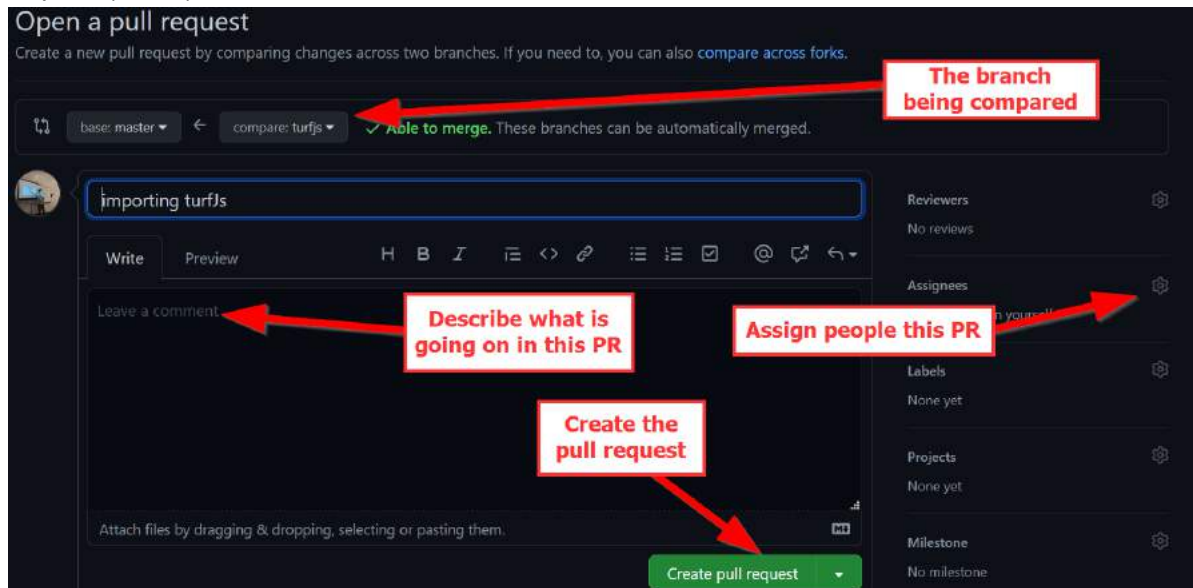 Open a pull request
Create a new pull request by comparing changes across two branches. If you need to, you can also compare across forks.
The branch
being compared
base: master ← compare: turfjs ✓ Able to merge. These branches can be automatically merged.
importing turfJs
Reviewers
No reviews
Write Preview H B I
Assignees
Leave a comment
Describe what is
going on in this PR
Assign people this PR
Labels
None yet
Create the
pull request
Projects
None yet
Attach files by dragging & dropping, selecting or pasting them.
Milestone
Create pull request
No milestone